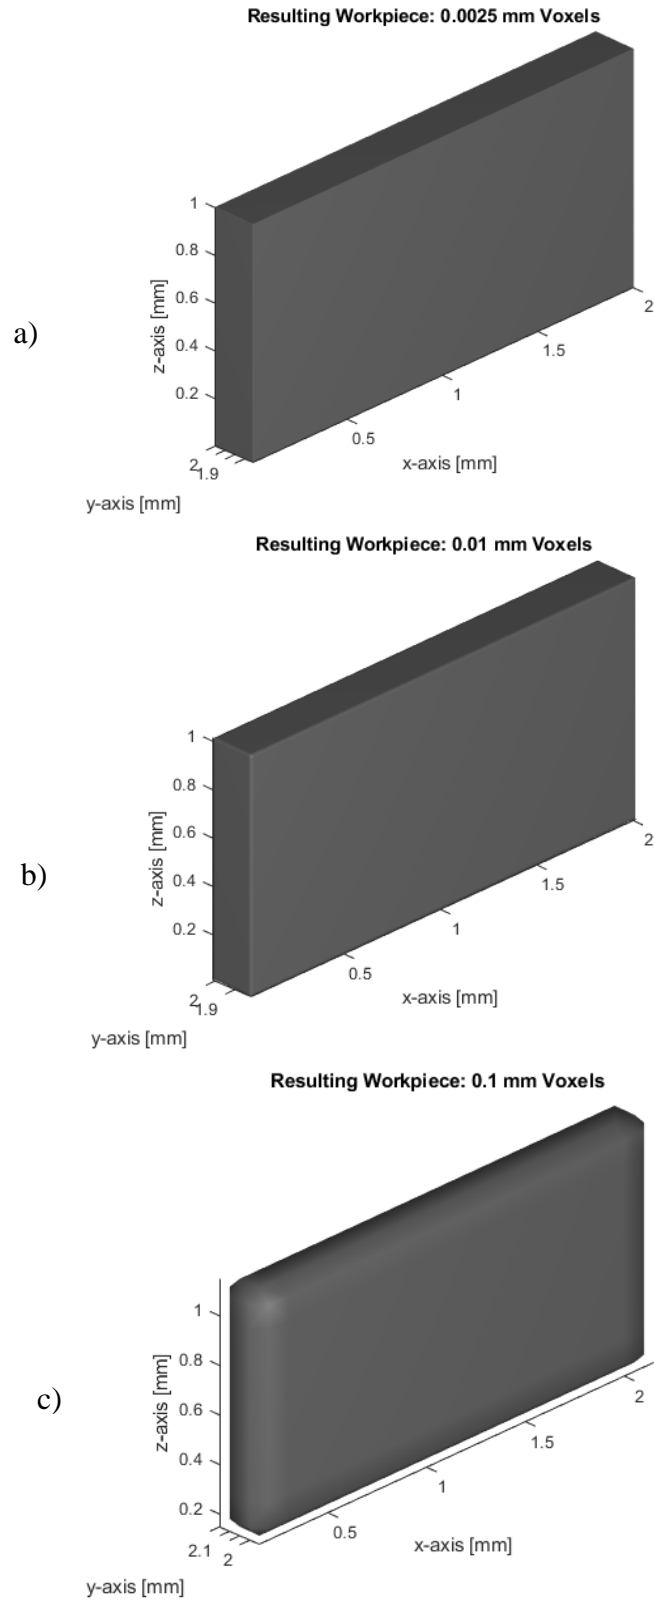 Resulting Workpiece: 0.0025 mm Voxels
1
0.8
0.6
0.4
0.2
z-axis [mm]
a)
2
1.9
y-axis [mm]
0.5
1
1.5
2
x-axis [mm]
Resulting Workpiece: 0.01 mm Voxels
1
0.8
0.6
0.4
0.2
z-axis [mm]
b)
2
1.9
y-axis [mm]
0.5
1
1.5
2
x-axis [mm]
Resulting Workpiece: 0.1 mm Voxels
1
0.8
0.6
0.4
0.2
z-axis [mm]
c)
2.1
2
y-axis [mm]
0.5
1
1.5
2
x-axis [mm]